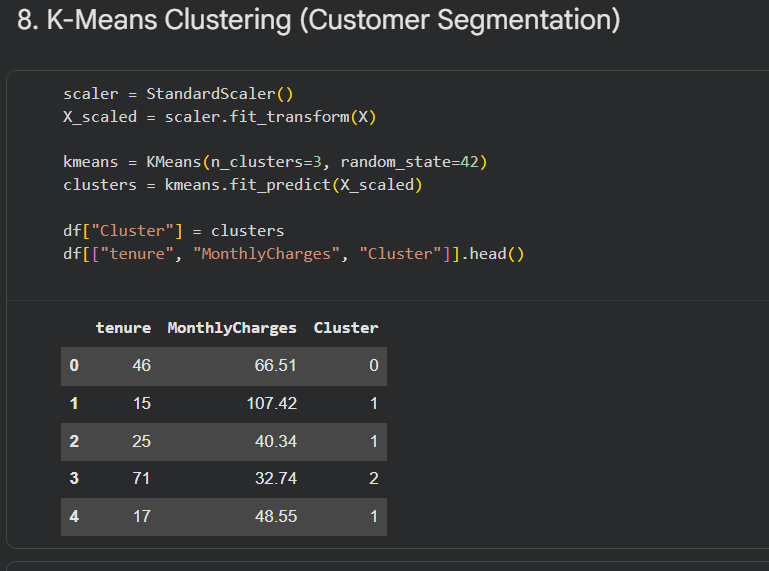 8. K-Means Clustering (Customer Segmentation)
scaler = StandardScaler()
X_scaled = scaler.fit_transform(X)
kmeans = KMeans(n_clusters=3, random_state=42)
clusters = kmeans.fit_predict(X_scaled)
df["Cluster"] = clusters
df[["tenure", "MonthlyCharges", "Cluster"]].head()
tenure MonthlyCharges Cluster
0 46 66.51 0
1 15 107.42 1
2 25 40.34 1
3 71 32.74 2
4 17 48.55 1